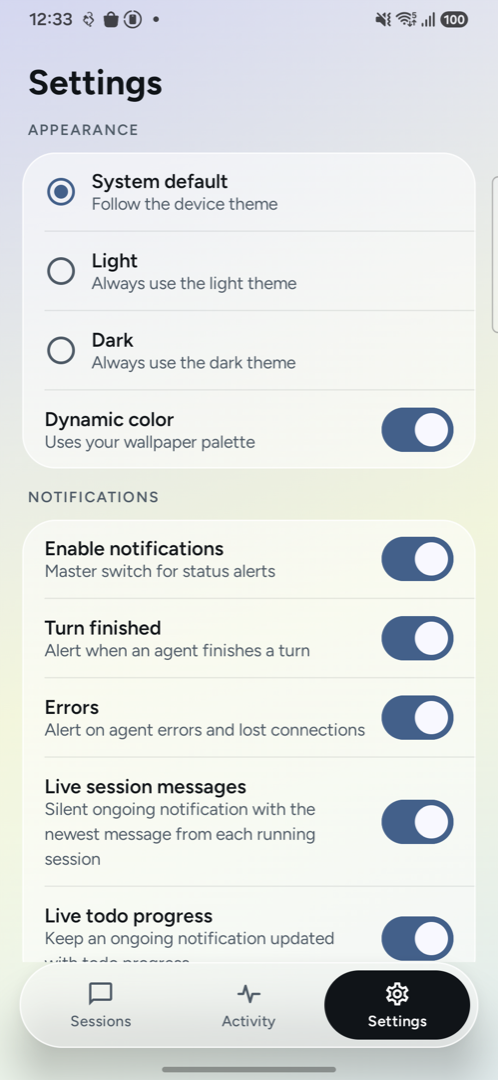 12:33
100
Settings
APPEARANCE
System default
Follow the device theme
Light
Always use the light theme
Dark
Always use the dark theme
Dynamic color
Uses your wallpaper palette
NOTIFICATIONS
Enable notifications
Master switch for status alerts
Turn finished
Alert when an agent finishes a turn
Errors
Alert on agent errors and lost connections
Live session messages
Silent ongoing notification with the
newest message from each running
session
Live todo progress
Keep an ongoing notification updated
with todo progress
Sessions
Activity
Settings